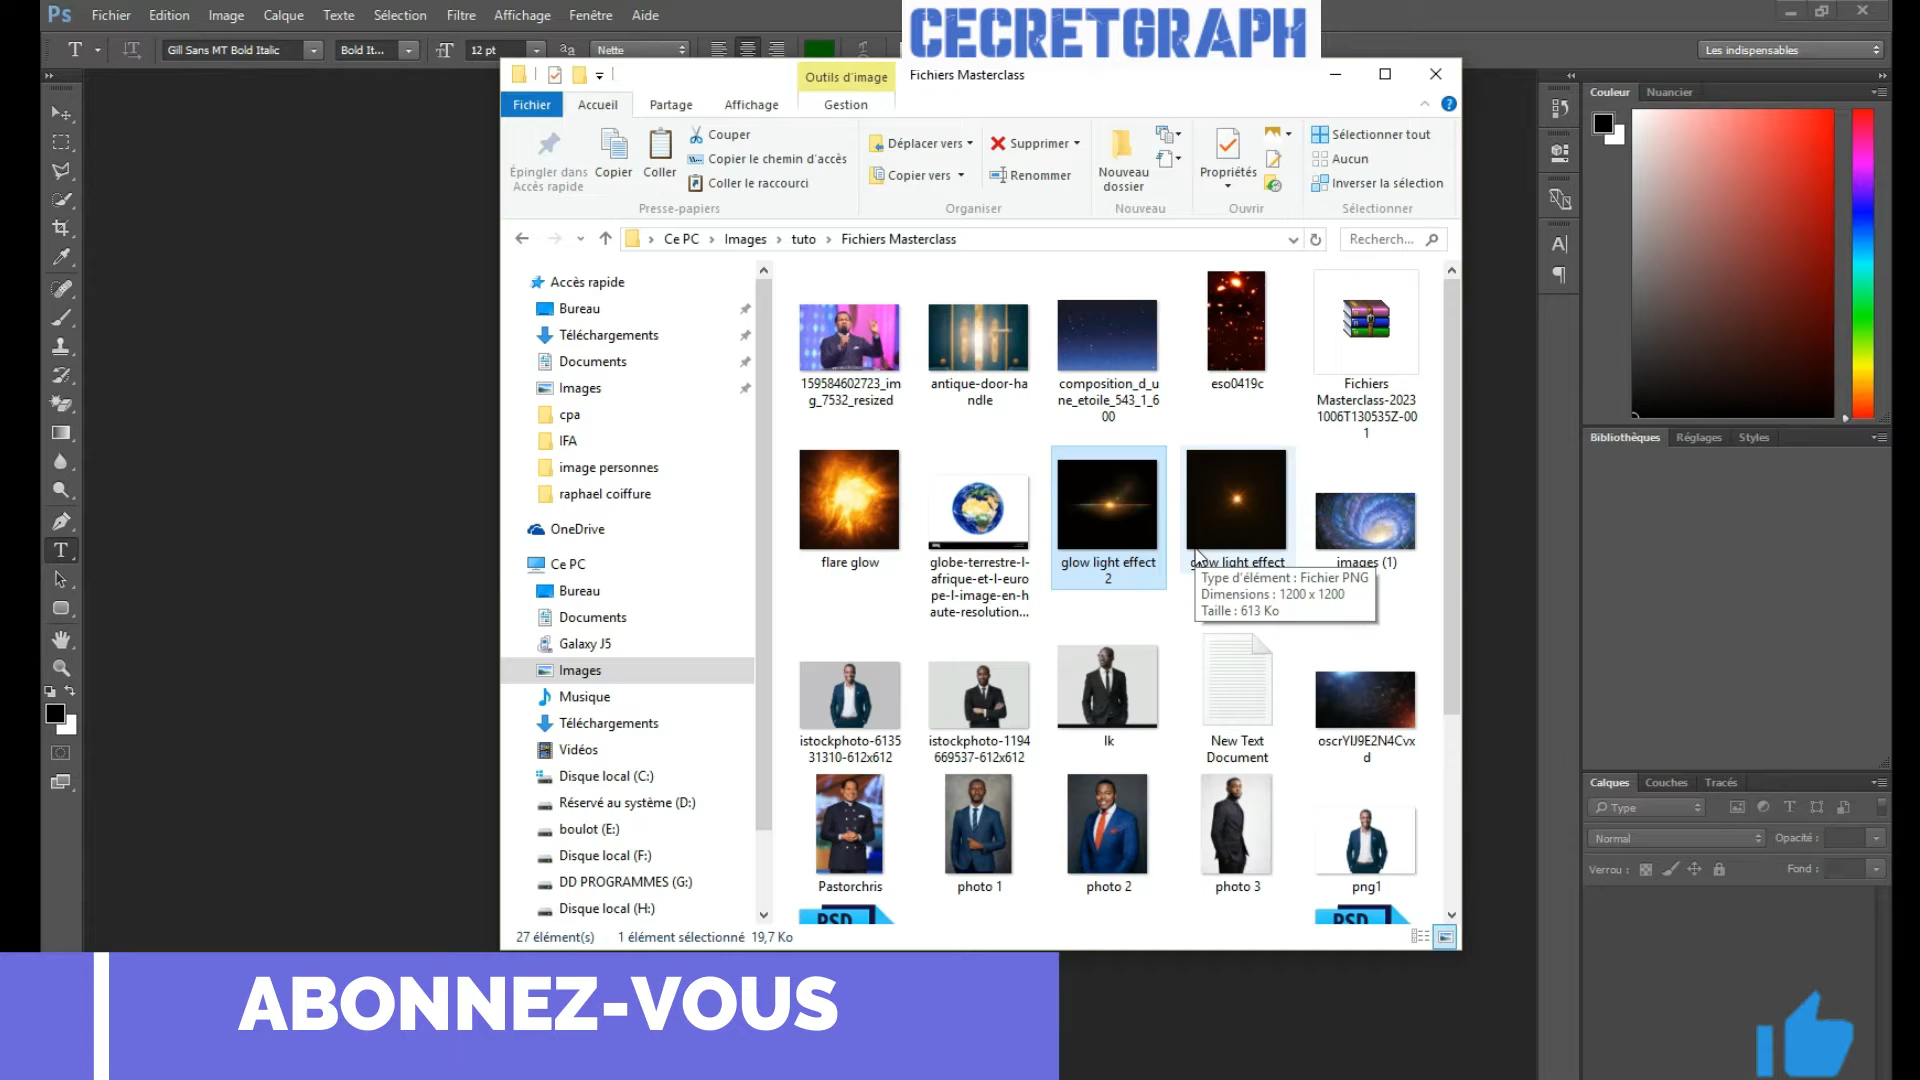 Ps Fichier Edition Image Calque Texte Sélection Filtre Affichage Fenêtre Aide
CECRETGRAPH
T Gill Sans MT Bold Italic Bold It... 12 pt Nette
Les indispensables
Outils d'image Fichiers Masterclass
Fichier Accueil Partage Affichage Gestion
Épingler dans Accès rapide
Copier
Coller
Couper
Copier le chemin d'accès
Coller le raccourci
Presse-papiers
Déplacer vers
Copier vers
Supprimer
Renommer
Organiser
Nouveau dossier
Nouveau
Propriétés
Ouvrir
Sélectionner tout
Aucun
Inverser la sélection
Sélectionner
Ce PC > Images > tuto > Fichiers Masterclass
Recherch...
Accès rapide
Bureau
Téléchargements
Documents
Images
cpa
IFA
image personnes
raphael coiffure
OneDrive
Ce PC
Bureau
Documents
Galaxy J5
Images
Musique
Téléchargements
Vidéos
Disque local (C:)
Réservé au système (D:)
boulot (E:)
Disque local (F:)
DD PROGRAMMES (G:)
Disque local (H:)
159584602723_im
g_7532_resized
antique-door-ha
ndle
composition_d_u
ne_etoile_543_1_6
00
eso0419c
Fichiers
Masterclass-2023
1006T130535Z-00
1
flare glow
globe-terrestre-l-
afrique-et-l-euro
pe-l-image-en-h
aute-resolution...
glow light effect
2
glow light effect
images (1)
Type d'élément : Fichier PNG
Dimensions : 1200 x 1200
Taille : 613 Ko
istockphoto-6135
31310-612x612
istockphoto-1194
669537-612x612
lk
New Text
Document
oscrYlJ9E2N4Cvx
d
Pastorchris
photo 1
photo 2
photo 3
png1
PSD
PSD
27 élément(s) 1 élément sélectionné 19,7 Ko
Couleur Nuancier
Bibliothèques Réglages Styles
Calques Couches Tracés
Type
Normal Opacité :
Verrou : Fond :
ABONNEZ-VOUS